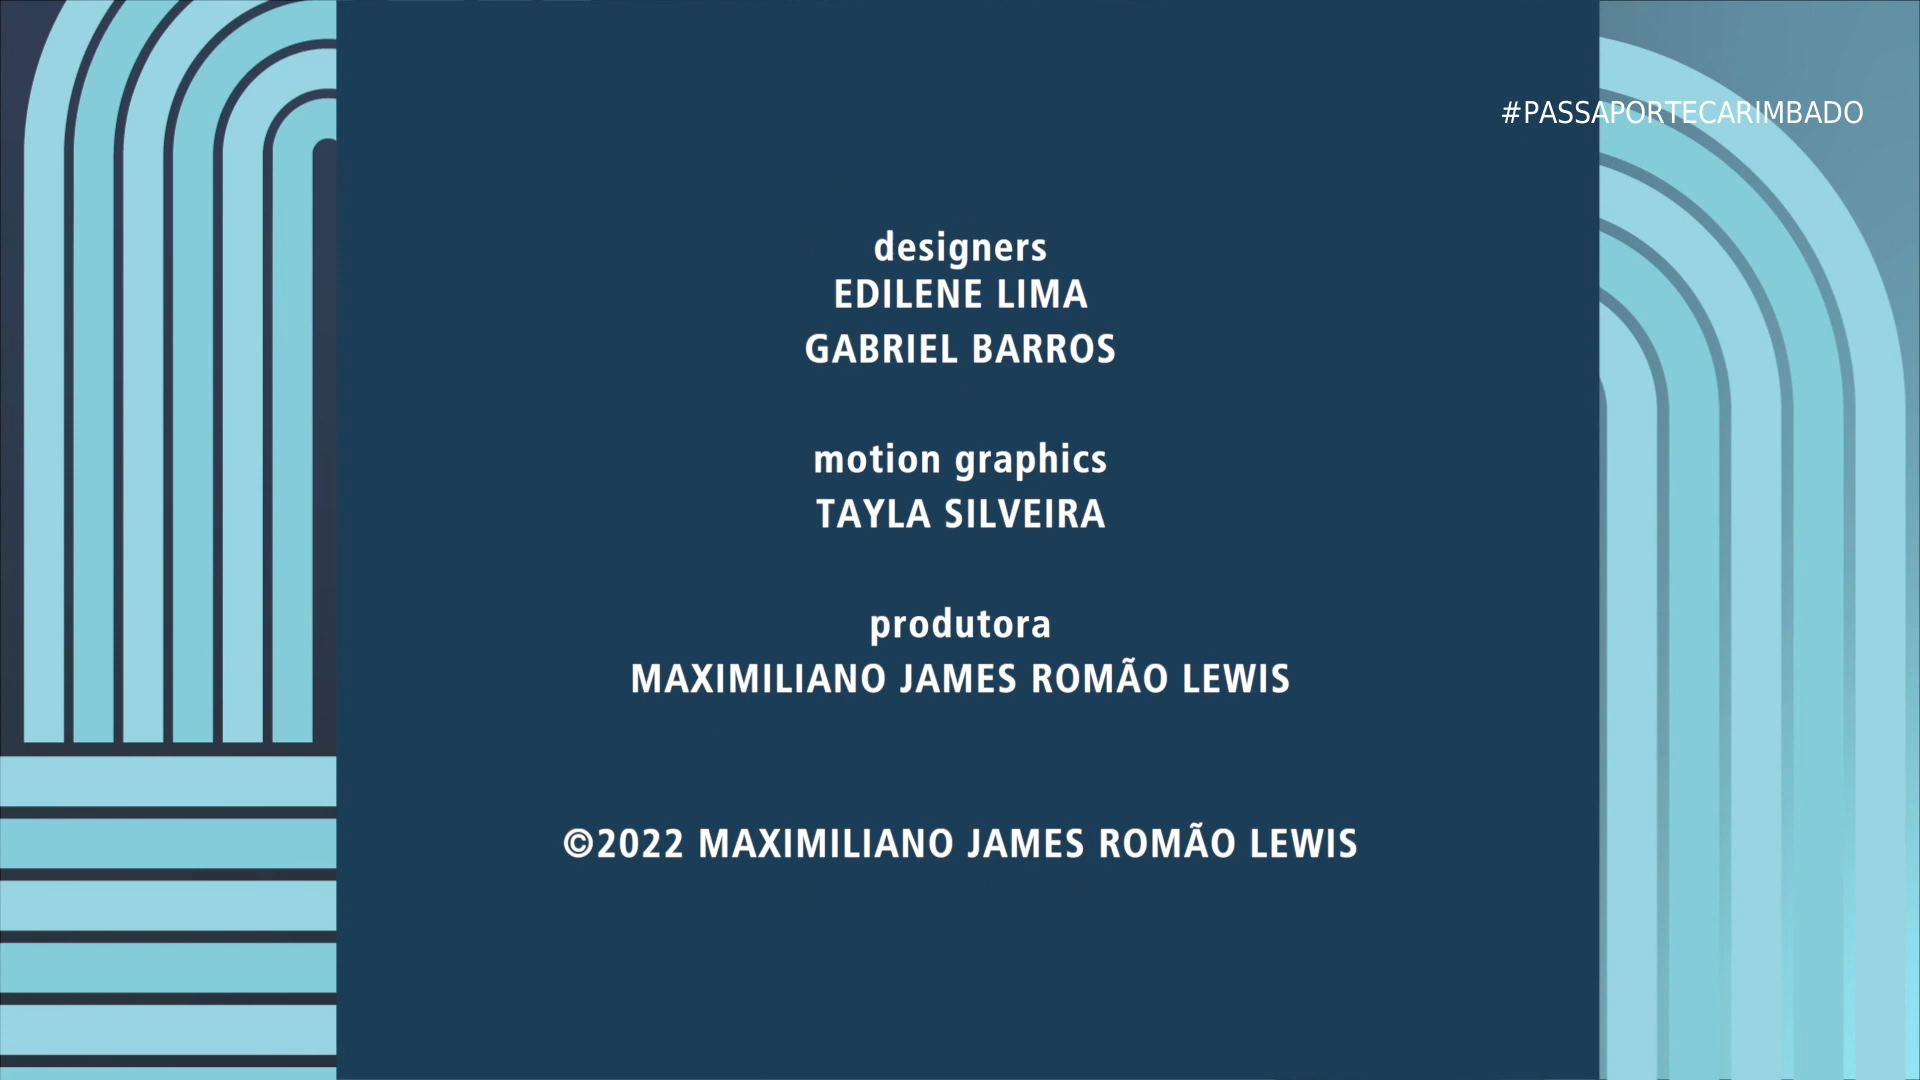 #PASSAPORTECARIMBADO
designers
EDILENE LIMA
GABRIEL BARROS
motion graphics
TAYLA SILVEIRA
produtora
MAXIMILIANO JAMES ROMÃO LEWIS
©2022 MAXIMILIANO JAMES ROMÃO LEWIS